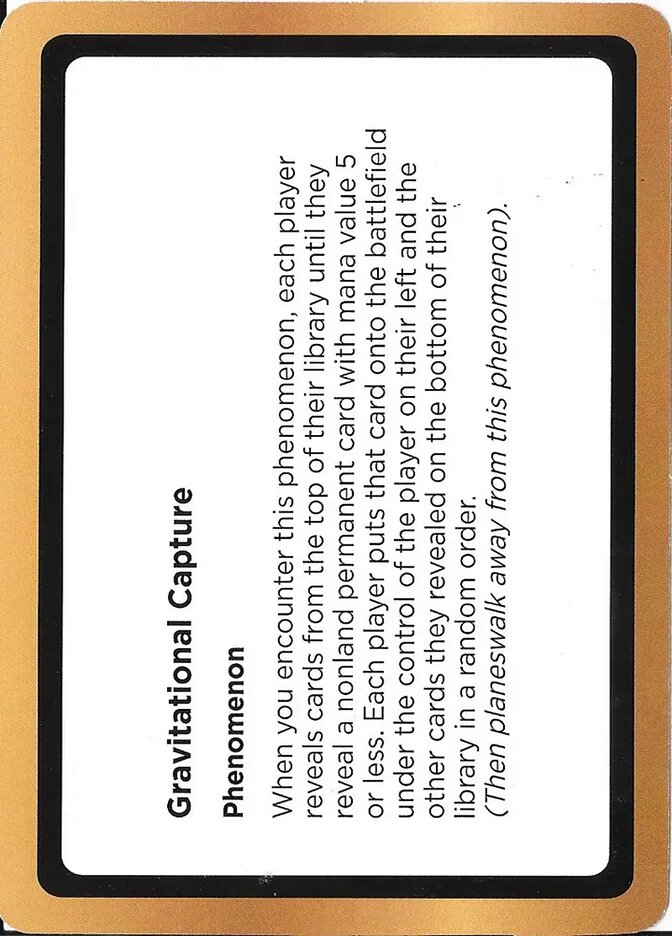 Gravitational Capture
Phenomenon
When you encounter this phenomenon, each player
reveals cards from the top of their library until they
reveal a nonland permanent card with mana value 5
or less. Each player puts that card onto the battlefield
under the control of the player on their left and the
other cards they revealed on the bottom of their
library in a random order.
(Then planeswalk away from this phenomenon).